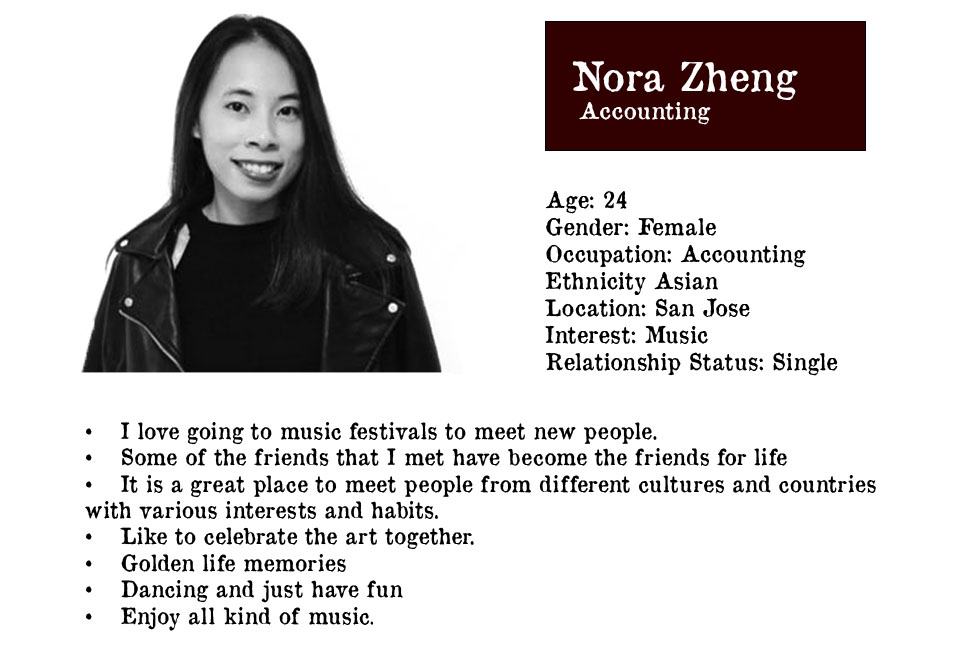 Nora Zheng
Accounting
Age: 24
Gender: Female
Occupation: Accounting
Ethnicity Asian
Location: San Jose
Interest: Music
Relationship Status: Single
• I love going to music festivals to meet new people.
• Some of the friends that I met have become the friends for life
• It is a great place to meet people from different cultures and countries
with various interests and habits.
• Like to celebrate the art together.
• Golden life memories
• Dancing and just have fun
• Enjoy all kind of music.